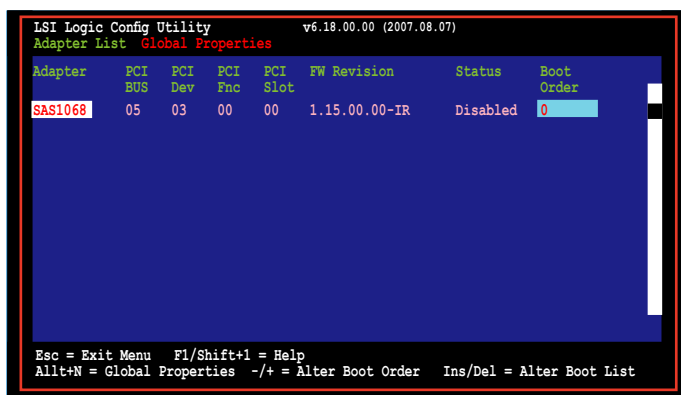 LSI Logic Config Utility v6.18.00.00 (2007.08.07)
Adapter List Global Properties
Adapter PCI PCI PCI PCI FW Revision Status Boot
BUS Dev Fnc Slot Order
SAS1068 05 03 00 00 1.15.00.00-IR Disabled 0
Esc = Exit Menu F1/Shift+1 = Help
Allt+N = Global Properties -/+ = Alter Boot Order Ins/Del = Alter Boot List